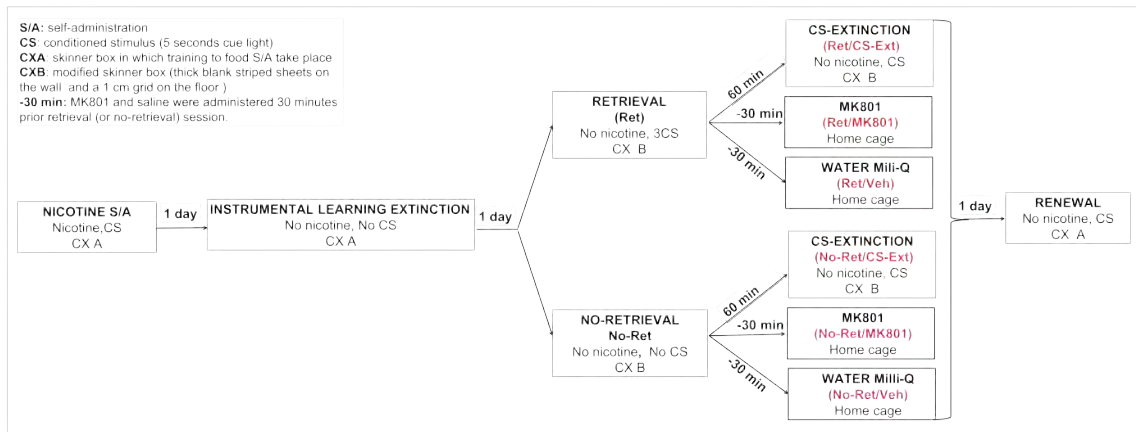 S/A: self-administration
CS: conditioned stimulus (5 seconds cue light)
CXA: skinner box in which training to food S/A take place
CXB: modified skinner box (thick blank striped sheets on
the wall and a 1 cm grid on the floor )
-30 min: MK801 and saline were administered 30 minutes
prior retrieval (or no-retrieval) session.
NICOTINE S/A
Nicotine,CS
CX A
1 day
INSTRUMENTAL LEARNING EXTINCTION
No nicotine, No CS
CX A
1 day
RETRIEVAL
(Ret)
No nicotine, 3CS
CX B
60 min
-30 min
-30 min
CS-EXTINCTION
(Ret/CS-Ext)
No nicotine, CS
CX B
MK801
(Ret/MK801)
Home cage
WATER Mili-Q
(Ret/Veh)
Home cage
NO-RETRIEVAL
No-Ret
No nicotine, No CS
CX B
60 min
-30 min
-30 min
CS-EXTINCTION
(No-Ret/CS-Ext)
No nicotine, CS
CX B
MK801
(No-Ret/MK801)
Home cage
WATER Milli-Q
(No-Ret/Veh)
Home cage
1 day
RENEWAL
No nicotine, CS
CX A